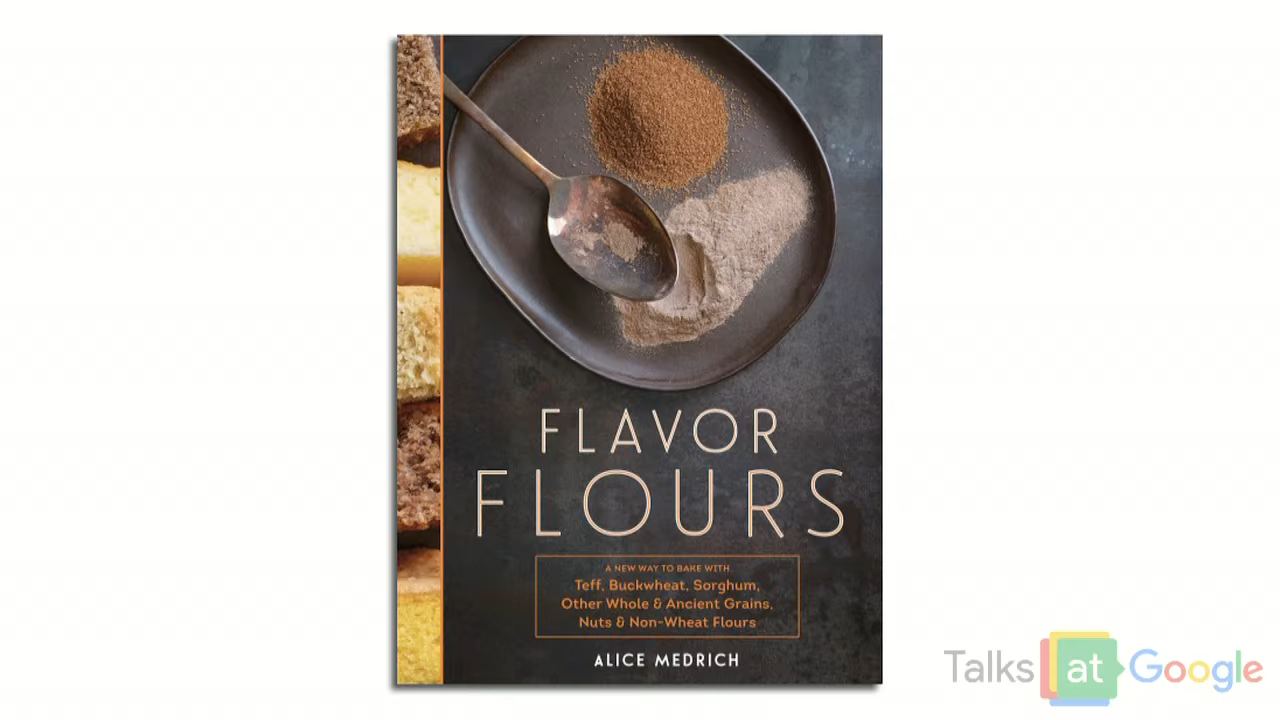 FLAVOR
FLOURS
A NEW WAY TO BAKE WITH
Teff, Buckwheat, Sorghum,
Other Whole & Ancient Grains,
Nuts & Non-Wheat Flours
ALICE MEDRICH
Talks at Google